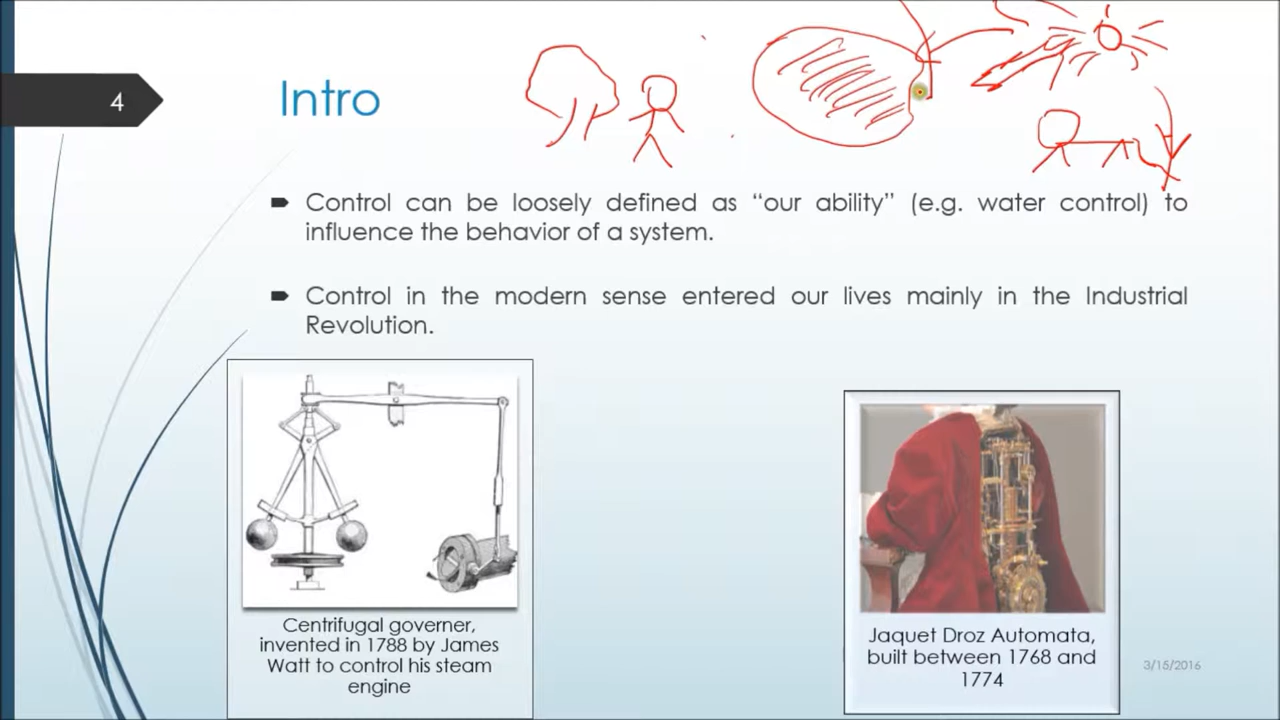 4
Intro
Control can be loosely defined as “our ability” (e.g. water control) to
influence the behavior of a system.
Control in the modern sense entered our lives mainly in the Industrial
Revolution.
Centrifugal governer,
invented in 1788 by James
Watt to control his steam
engine
Jaquet Droz Automata,
built between 1768 and
1774
3/15/2016